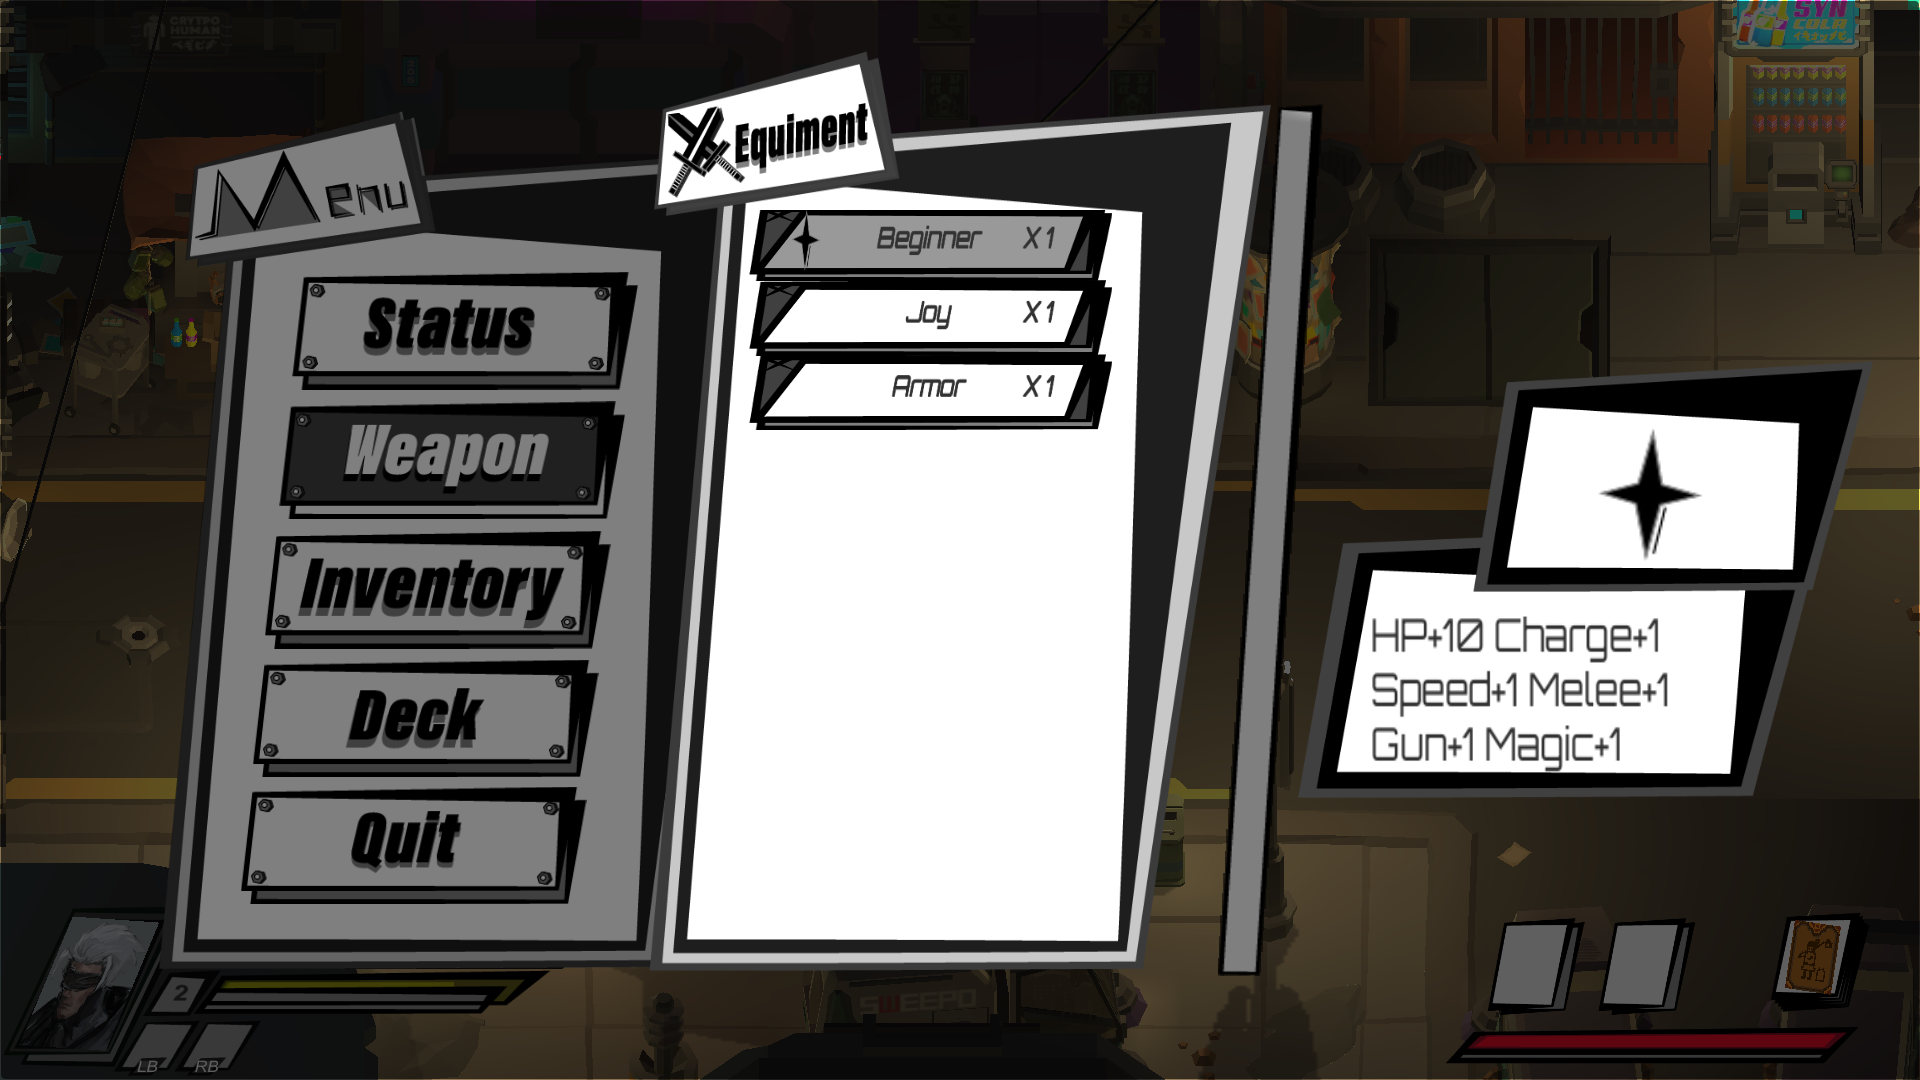 CRYTPO
HUMAN
SYN
COLA
Menu
Equiment
Status
Weapon
Inventory
Deck
Quit
Beginner X1
Joy X1
Armor X1
HP+10 Charge+1
Speed+1 Melee+1
Gun+1 Magic+1
2
LB RB
SWEEPO